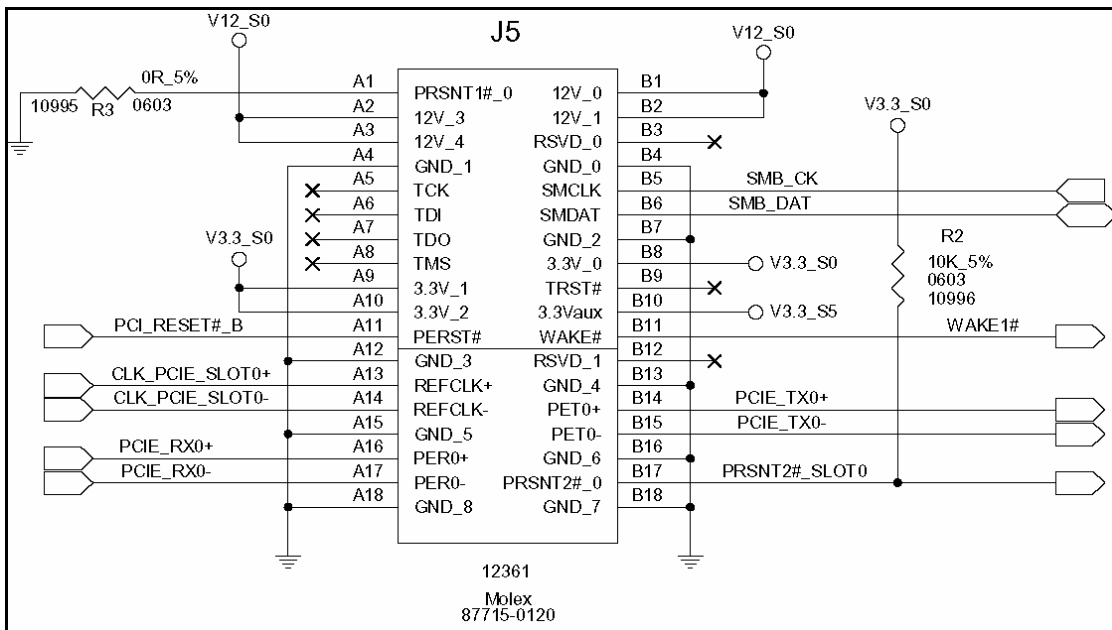 J5
V12_S0
V12_S0
0R_5%
10995 R3 0603
V3.3_S0
A1 PRSNT1#_0 12V_0 B1
A2 12V_3 12V_1 B2
A3 12V_4 RSVD_0 B3
A4 GND_1 GND_0 B4
A5 TCK SMCLK B5 SMB_CK
A6 TDI SMDAT B6 SMB_DAT
A7 TDO GND_2 B7
V3.3_S0 A8 TMS 3.3V_0 B8 V3.3_S0
A9 3.3V_1 TRST# B9
A10 3.3V_2 3.3Vaux B10 V3.3_S5
R2
10K_5%
0603
10996
PCI_RESET#_B A11 PERST# WAKE# B11 WAKE1#
A12 GND_3 RSVD_1 B12
CLK_PCIE_SLOT0+ A13 REFCLK+ GND_4 B13
CLK_PCIE_SLOT0- A14 REFCLK- PET0+ B14 PCIE_TX0+
A15 GND_5 PET0- B15 PCIE_TX0-
PCIE_RX0+ A16 PER0+ GND_6 B16
PCIE_RX0- A17 PER0- PRSNT2#_0 B17 PRSNT2#_SLOT0
A18 GND_8 GND_7 B18
12361
Molex
87715-0120